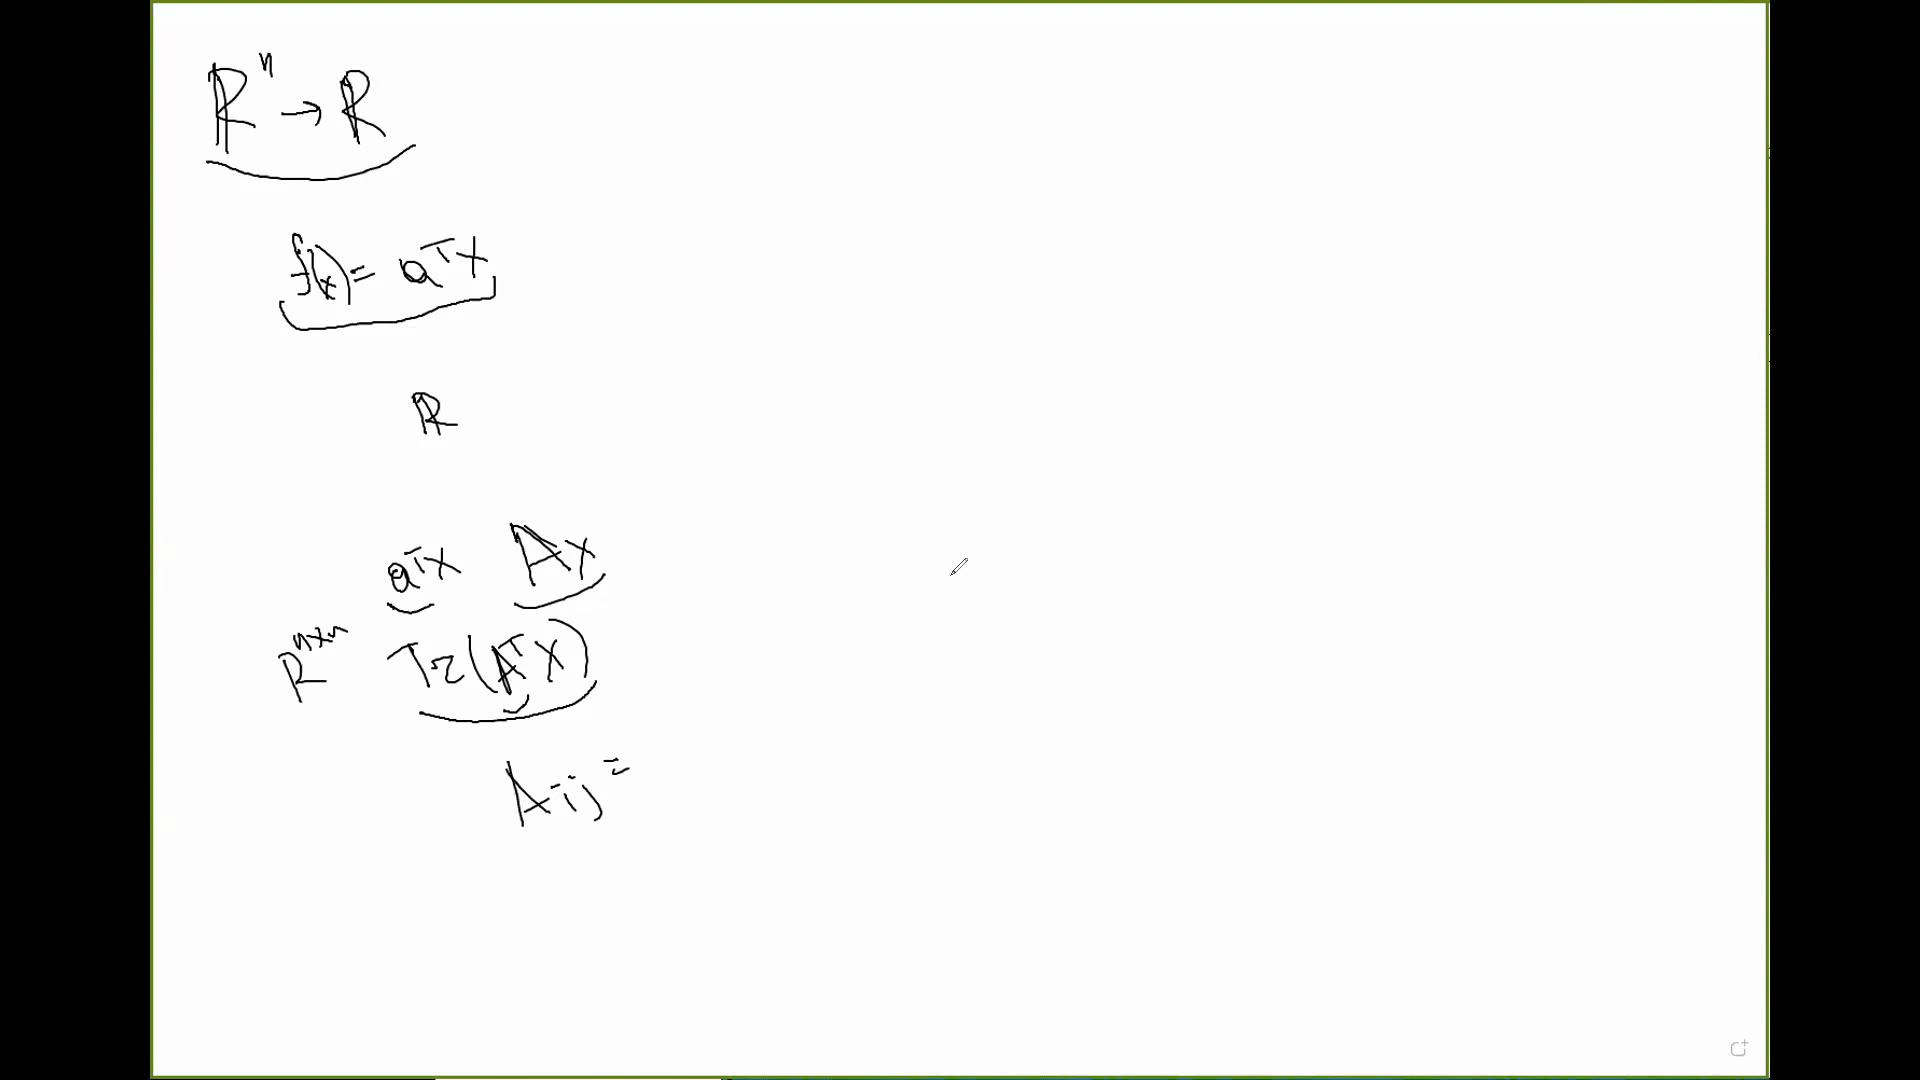 ℝⁿ → ℝ
f(x) = aᵀx
ℝ
aᵀx Ax
Rⁿˣⁿ Tr(AᵀX)
Aij =